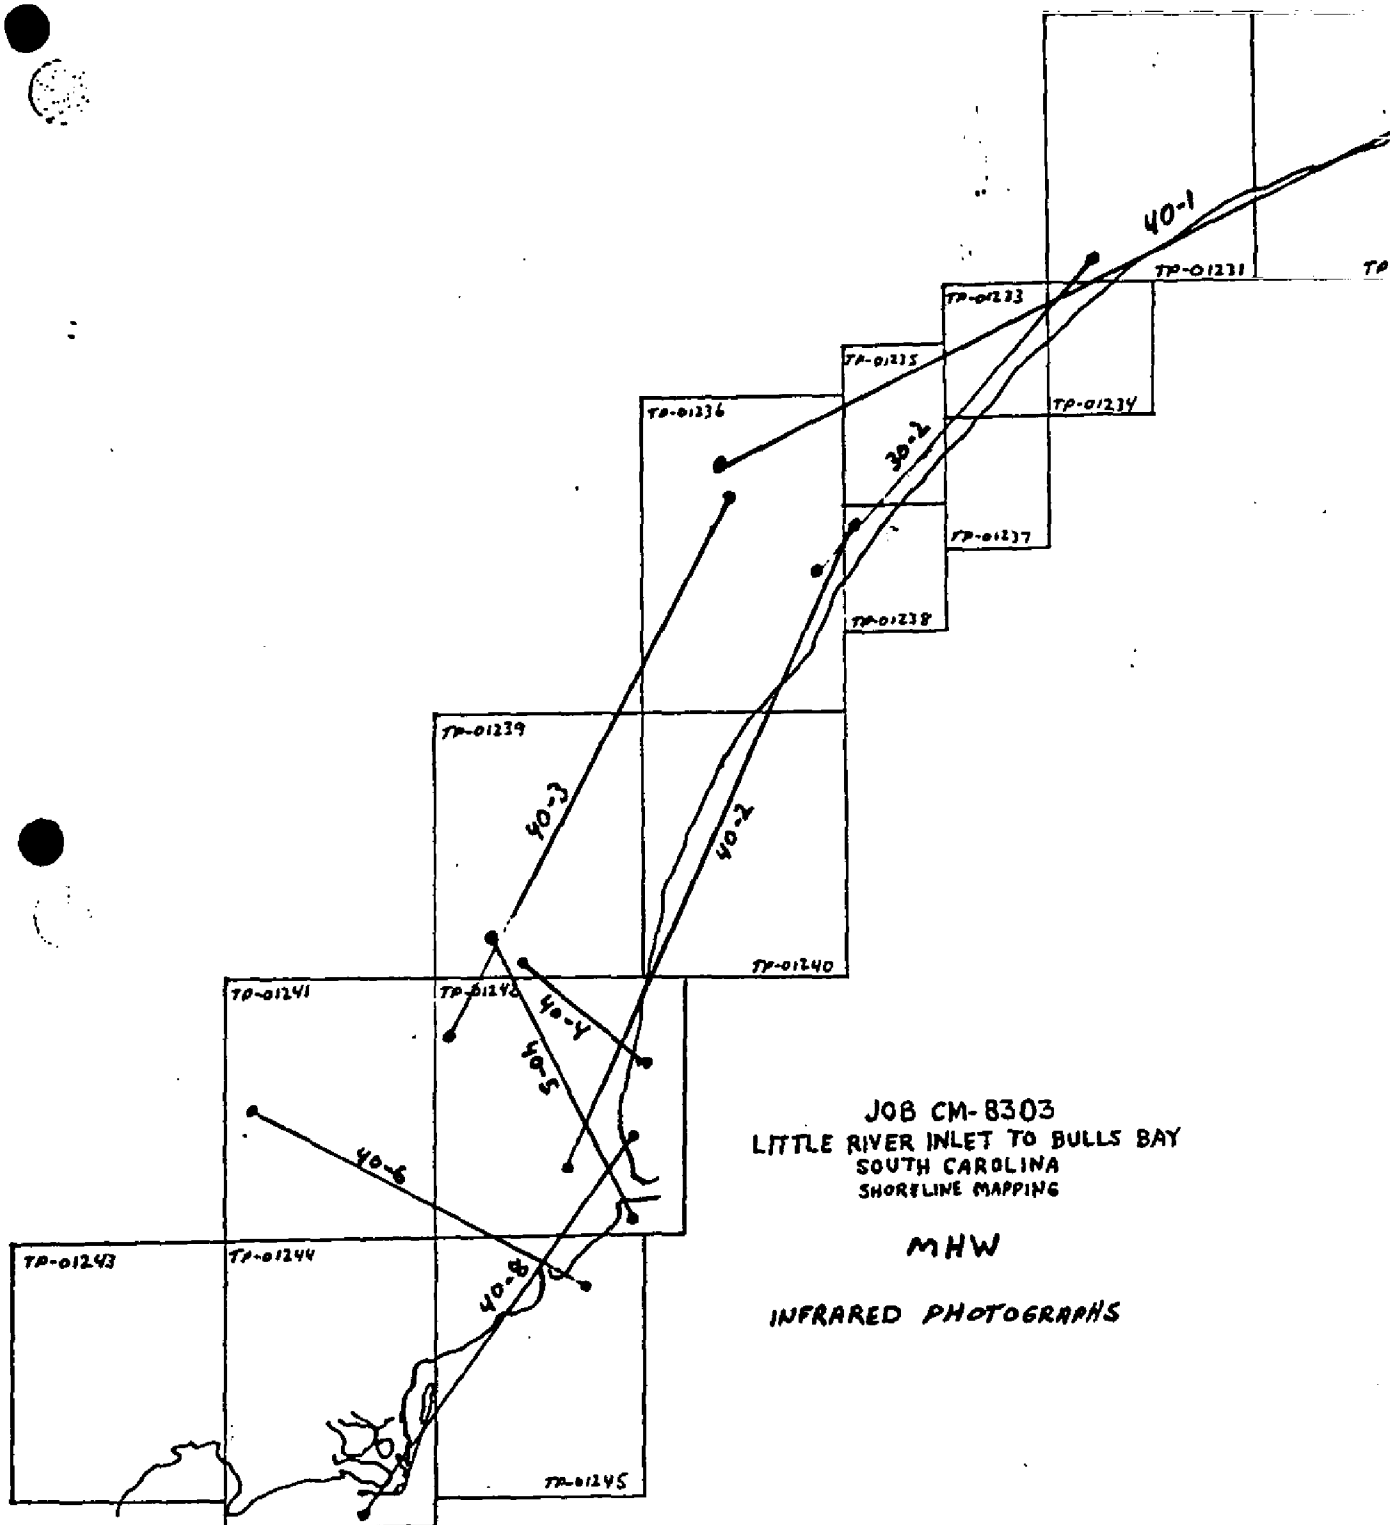 40-1
TP-01231
TP
TP-01233
TP-01234
TP-01235
TP-01236
30-2
TP-01237
TP-01238
TP-01239
40-3
40-2
TP-01240
TP-01241
40-4
40-5
40-6
JOB CM-8303
LITTLE RIVER INLET TO BULLS BAY
SOUTH CAROLINA
SHORELINE MAPPING
MHW
INFRARED PHOTOGRAPHS
TP-01243
TP-01244
40-8
TP-01245